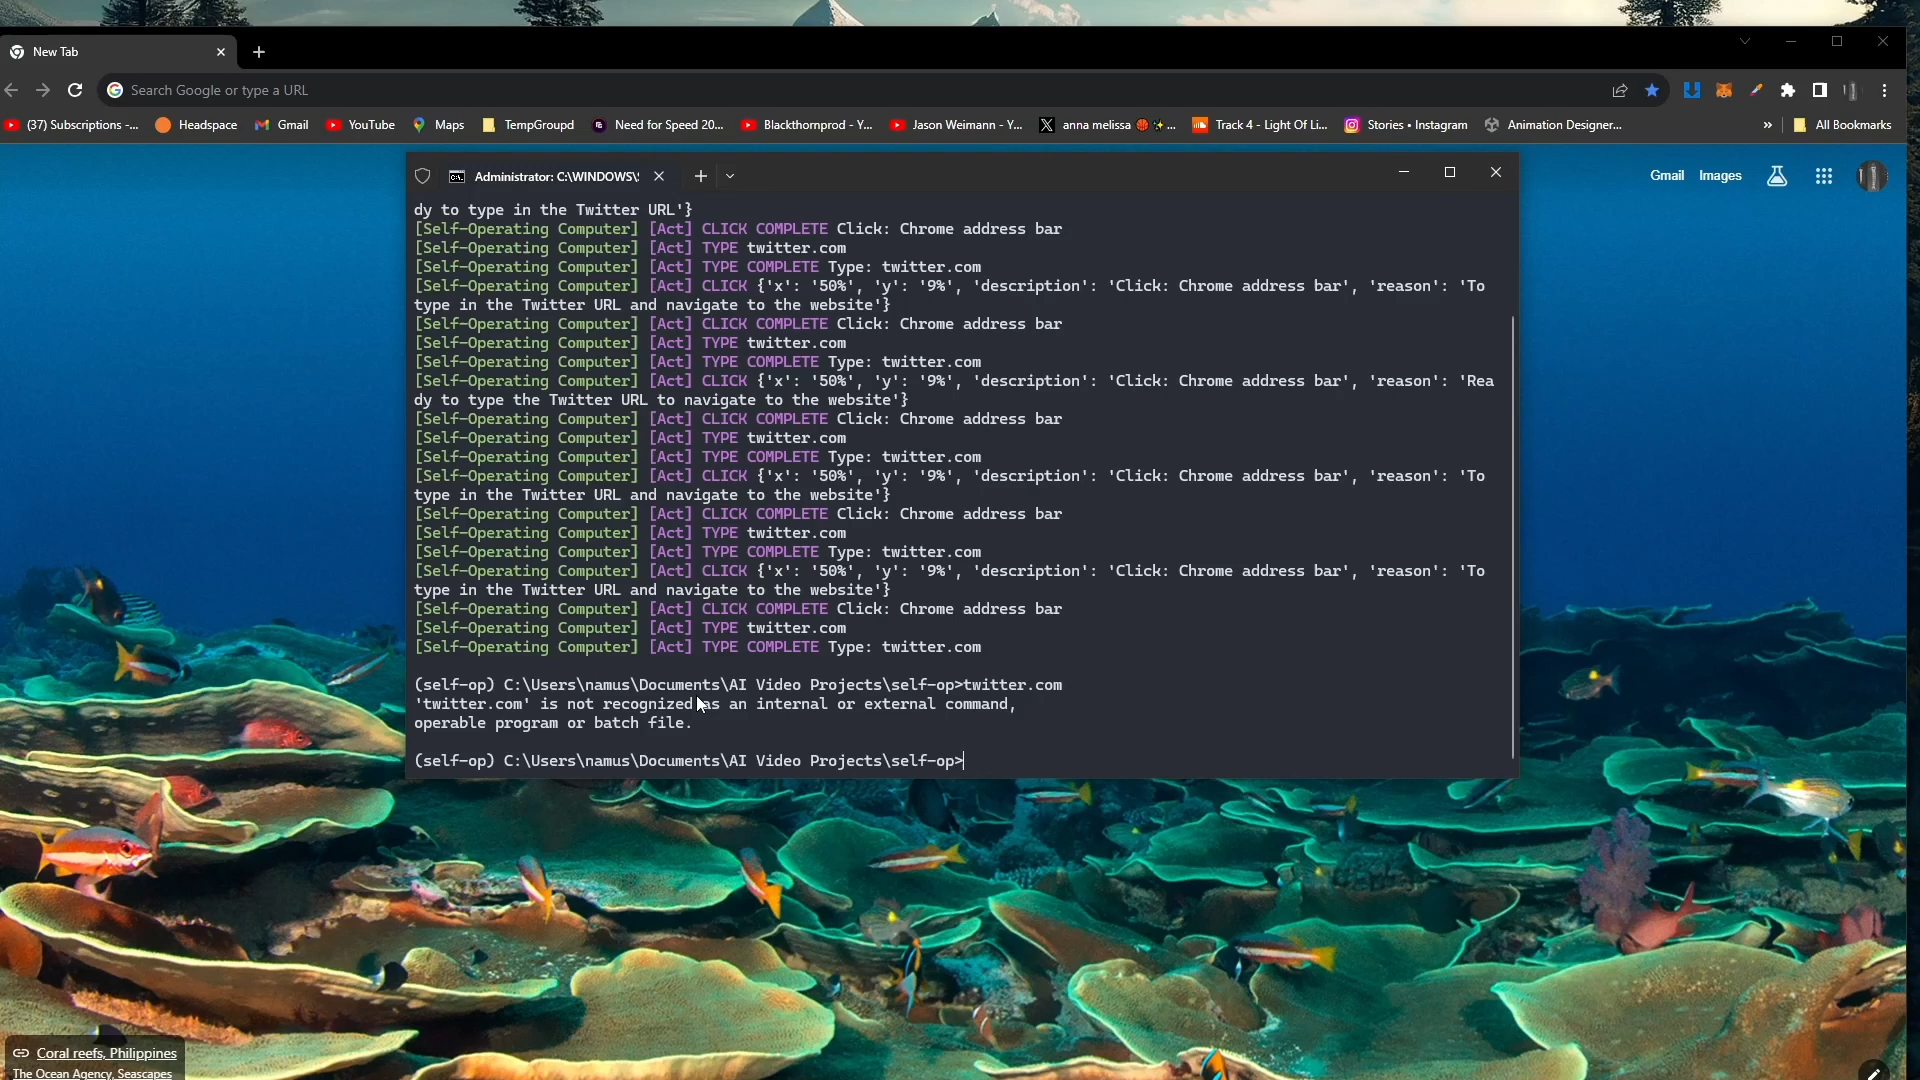 New Tab
Search Google or type a URL
(37) Subscriptions -...
Headspace
Gmail
YouTube
Maps
TempGroupd
Need for Speed 20...
Blackthornprod - Y...
Jason Weimann - Y...
anna melissa 🏀✨...
Track 4 - Light Of Li...
Stories • Instagram
Animation Designer...
»
All Bookmarks
Gmail
Images
Administrator: C:\WINDOWS\
dy to type in the Twitter URL'}
[Self-Operating Computer] [Act] CLICK COMPLETE Click: Chrome address bar
[Self-Operating Computer] [Act] TYPE twitter.com
[Self-Operating Computer] [Act] TYPE COMPLETE Type: twitter.com
[Self-Operating Computer] [Act] CLICK {'x': '50%', 'y': '9%', 'description': 'Click: Chrome address bar', 'reason': 'To
type in the Twitter URL and navigate to the website'}
[Self-Operating Computer] [Act] CLICK COMPLETE Click: Chrome address bar
[Self-Operating Computer] [Act] TYPE twitter.com
[Self-Operating Computer] [Act] TYPE COMPLETE Type: twitter.com
[Self-Operating Computer] [Act] CLICK {'x': '50%', 'y': '9%', 'description': 'Click: Chrome address bar', 'reason': 'Rea
dy to type the Twitter URL to navigate to the website'}
[Self-Operating Computer] [Act] CLICK COMPLETE Click: Chrome address bar
[Self-Operating Computer] [Act] TYPE twitter.com
[Self-Operating Computer] [Act] TYPE COMPLETE Type: twitter.com
[Self-Operating Computer] [Act] CLICK {'x': '50%', 'y': '9%', 'description': 'Click: Chrome address bar', 'reason': 'To
type in the Twitter URL and navigate to the website'}
[Self-Operating Computer] [Act] CLICK COMPLETE Click: Chrome address bar
[Self-Operating Computer] [Act] TYPE twitter.com
[Self-Operating Computer] [Act] TYPE COMPLETE Type: twitter.com
[Self-Operating Computer] [Act] CLICK {'x': '50%', 'y': '9%', 'description': 'Click: Chrome address bar', 'reason': 'To
type in the Twitter URL and navigate to the website'}
[Self-Operating Computer] [Act] CLICK COMPLETE Click: Chrome address bar
[Self-Operating Computer] [Act] TYPE twitter.com
[Self-Operating Computer] [Act] TYPE COMPLETE Type: twitter.com
(self-op) C:\Users\namus\Documents\AI Video Projects\self-op>twitter.com
'twitter.com' is not recognized as an internal or external command,
operable program or batch file.
(self-op) C:\Users\namus\Documents\AI Video Projects\self-op>
Coral reefs, Philippines
The Ocean Agency, Seascapes